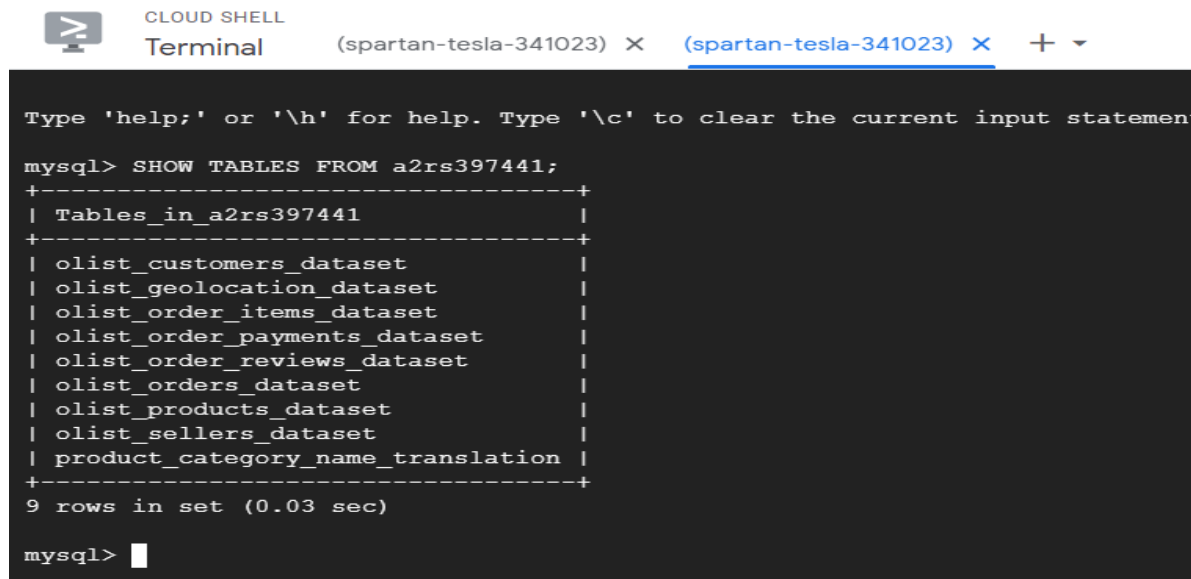 CLOUD SHELL
Terminal (spartan-tesla-341023) × (spartan-tesla-341023) × +
Type 'help;' or '\h' for help. Type '\c' to clear the current input statemen
mysql> SHOW TABLES FROM a2rs397441;
+-----------------------------------+
| Tables_in_a2rs397441              |
+-----------------------------------+
| olist_customers_dataset           |
| olist_geolocation_dataset         |
| olist_order_items_dataset         |
| olist_order_payments_dataset      |
| olist_order_reviews_dataset       |
| olist_orders_dataset              |
| olist_products_dataset            |
| olist_sellers_dataset             |
| product_category_name_translation |
+-----------------------------------+
9 rows in set (0.03 sec)
mysql>